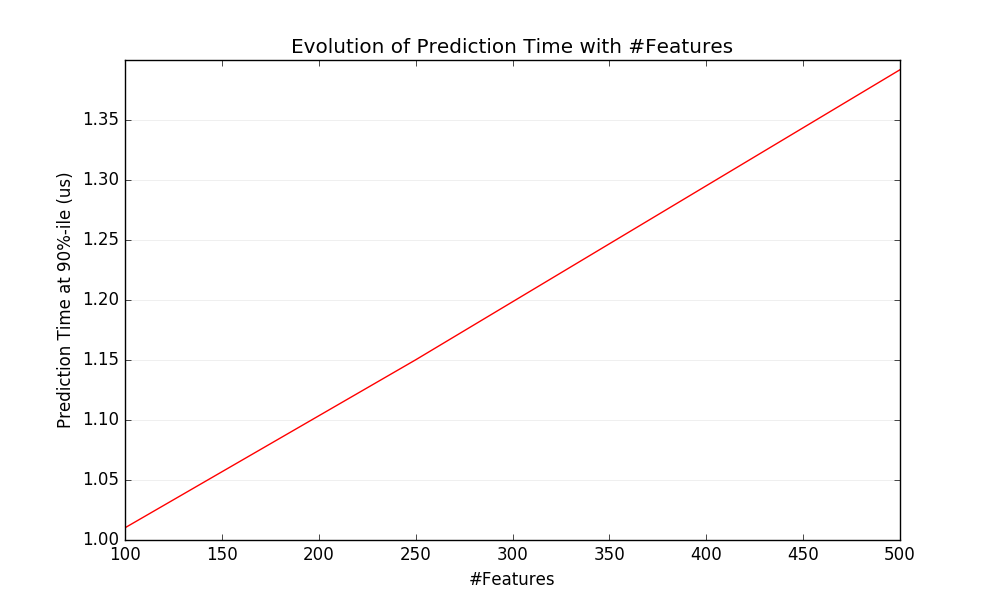 Evolution of Prediction Time with #Features
Prediction Time at 90%-ile (us)
1.35
1.30
1.25
1.20
1.15
1.10
1.05
1.00
100 150 200 250 300 350 400 450 500
#Features